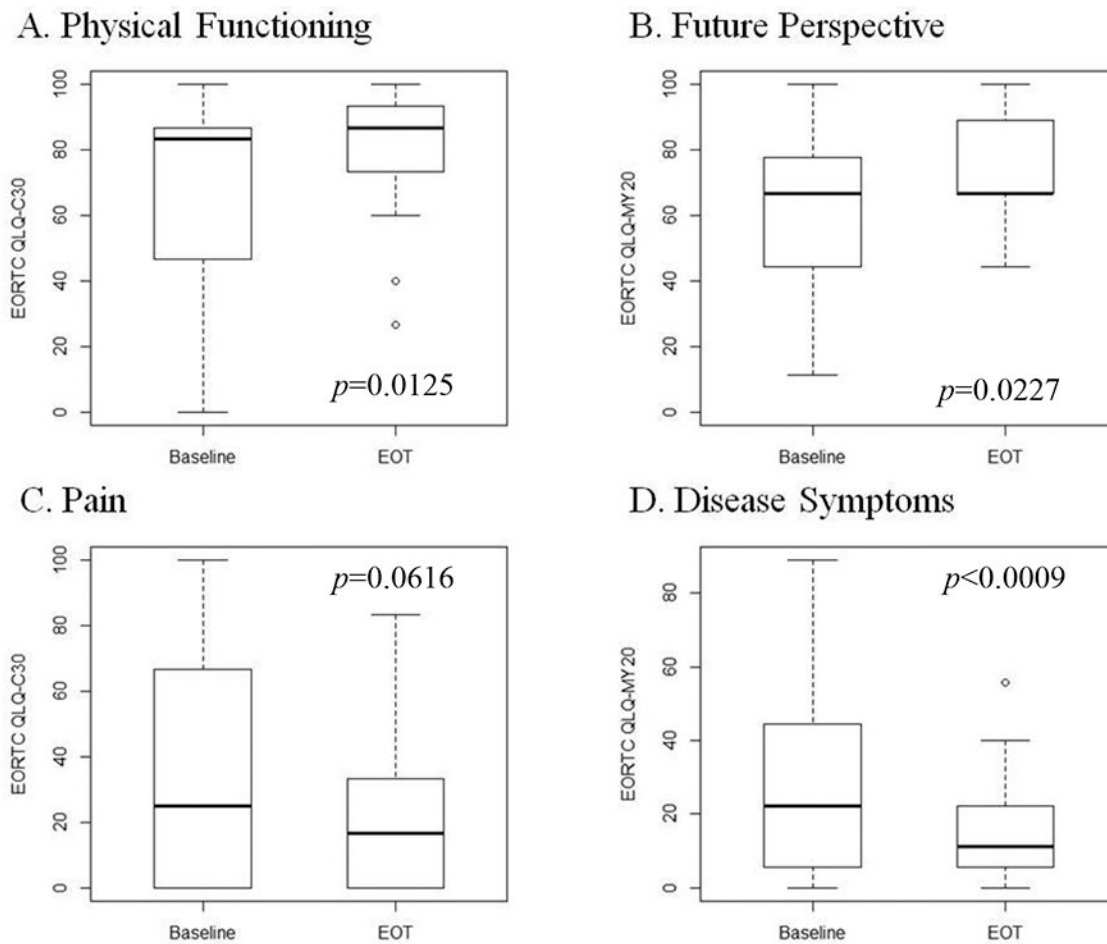 A. Physical Functioning
EORTC QLQ-C30
100
80
60
40
20
0
p=0.0125
Baseline EOT
B. Future Perspective
EORTC QLQ-MY20
100
80
60
40
20
0
p=0.0227
Baseline EOT
C. Pain
EORTC QLQ-C30
100
80
60
40
20
0
p=0.0616
Baseline EOT
D. Disease Symptoms
EORTC QLQ-MY20
80
60
40
20
0
p<0.0009
Baseline EOT